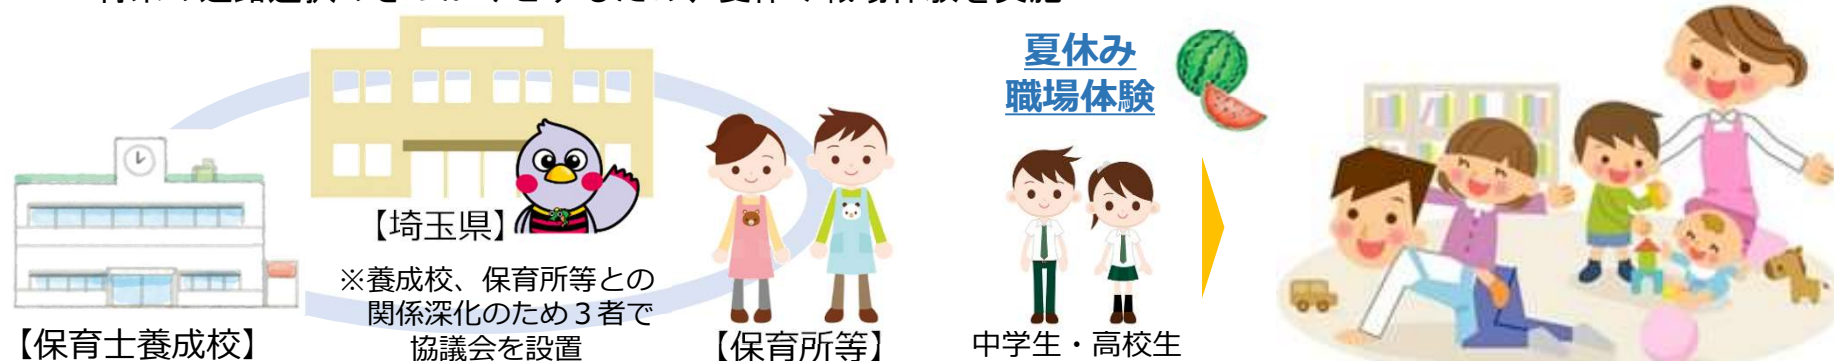 夏休み
職場体験
【埼玉県】
※養成校、保育所等との
関係深化のため３者で
協議会を設置
【保育士養成校】
【保育所等】
中学生・高校生